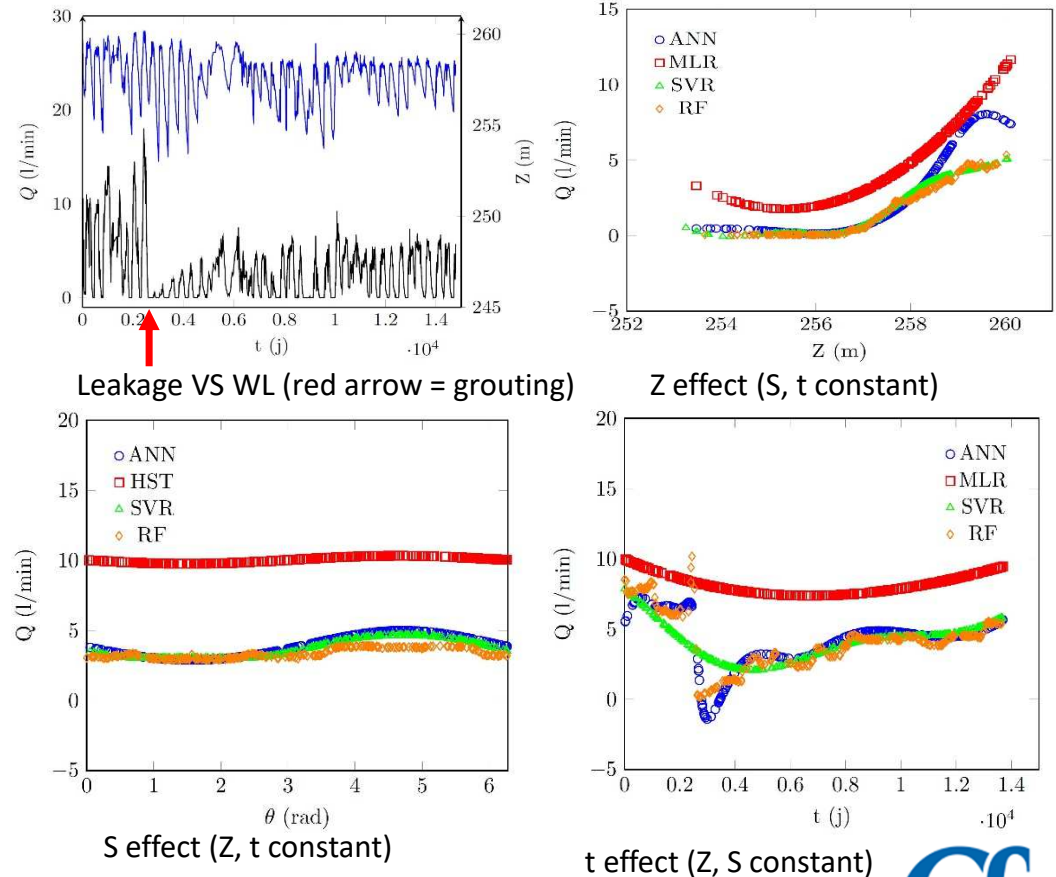 30
20
10
0
Q (l/min)
260
255
250
245
Z (m)
0 0.2 0.4 0.6 0.8 1 1.2 1.4
t (j)
·10⁴
Leakage VS WL (red arrow = grouting)
15
10
5
0
−5
Q (l/min)
ANN
MLR
SVR
RF
252 254 256 258 260
Z (m)
Z effect (S, t constant)
20
15
10
5
0
−5
Q (l/min)
ANN
HST
SVR
RF
0 1 2 3 4 5 6
θ (rad)
S effect (Z, t constant)
20
15
10
5
0
−5
Q (l/min)
ANN
MLR
SVR
RF
0 0.2 0.4 0.6 0.8 1 1.2 1.4
t (j)
·10⁴
t effect (Z, S constant)